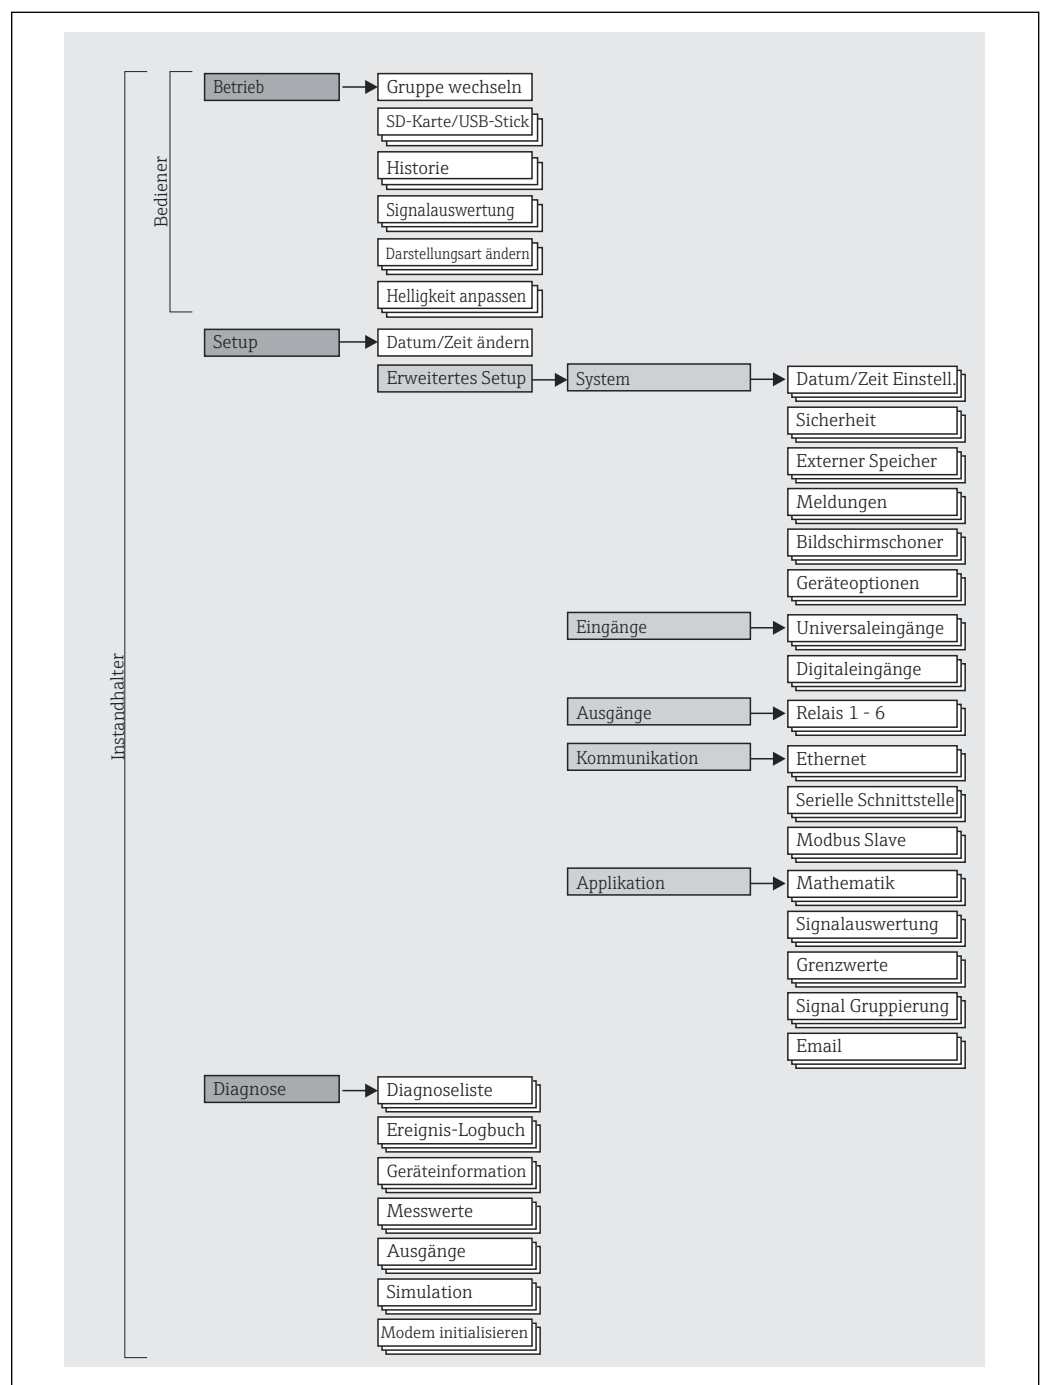 Betrieb
Gruppe wechseln
SD-Karte/USB-Stick
Historie
Signalauswertung
Darstellungsart ändern
Helligkeit anpassen
Bediener
Setup
Datum/Zeit ändern
Erweitertes Setup
System
Datum/Zeit Einstell.
Sicherheit
Externer Speicher
Meldungen
Bildschirmschoner
Geräteoptionen
Eingänge
Universaleingänge
Digitaleingänge
Ausgänge
Relais 1 - 6
Kommunikation
Ethernet
Serielle Schnittstelle
Modbus Slave
Applikation
Mathematik
Signalauswertung
Grenzwerte
Signal Gruppierung
Email
Instandhalter
Diagnose
Diagnoseliste
Ereignis-Logbuch
Geräteinformation
Messwerte
Ausgänge
Simulation
Modem initialisieren